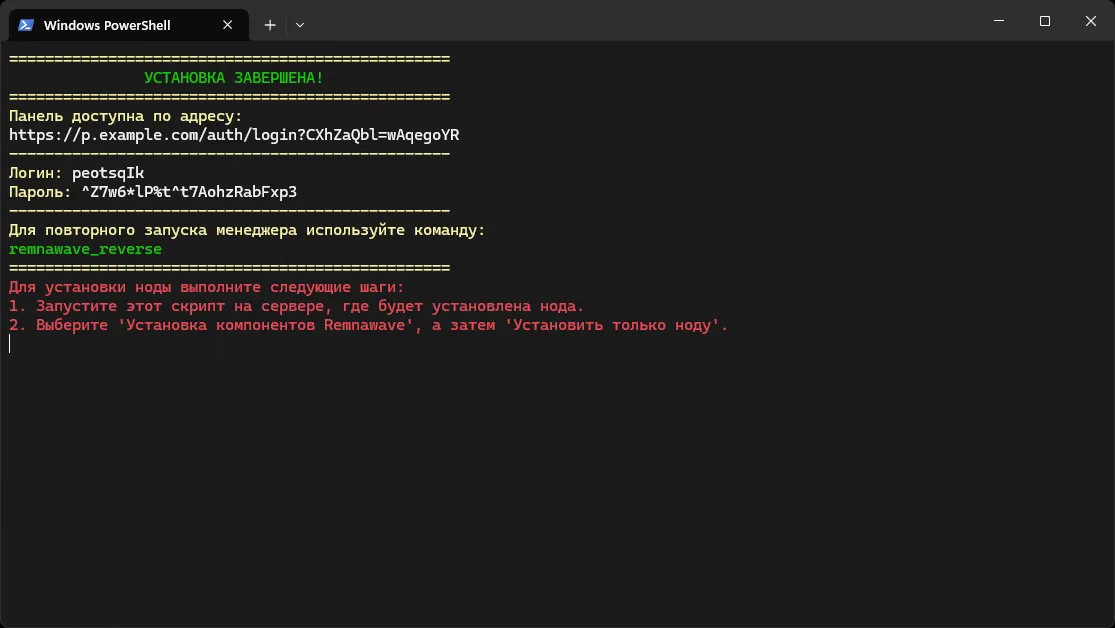 Windows PowerShell
=================================================
УСТАНОВКА ЗАВЕРШЕНА!
=================================================
Панель доступна по адресу:
https://p.example.com/auth/login?CXhZaQbl=wAqegoYR
-------------------------------------------------
Логин: peotsqIk
Пароль: ^Z7w6*lP%t^t7AohzRabFxp3
-------------------------------------------------
Для повторного запуска менеджера используйте команду:
remnawave_reverse
=================================================
Для установки ноды выполните следующие шаги:
1. Запустите этот скрипт на сервере, где будет установлена нода.
2. Выберите 'Установка компонентов Remnawave', а затем 'Установить только ноду'.